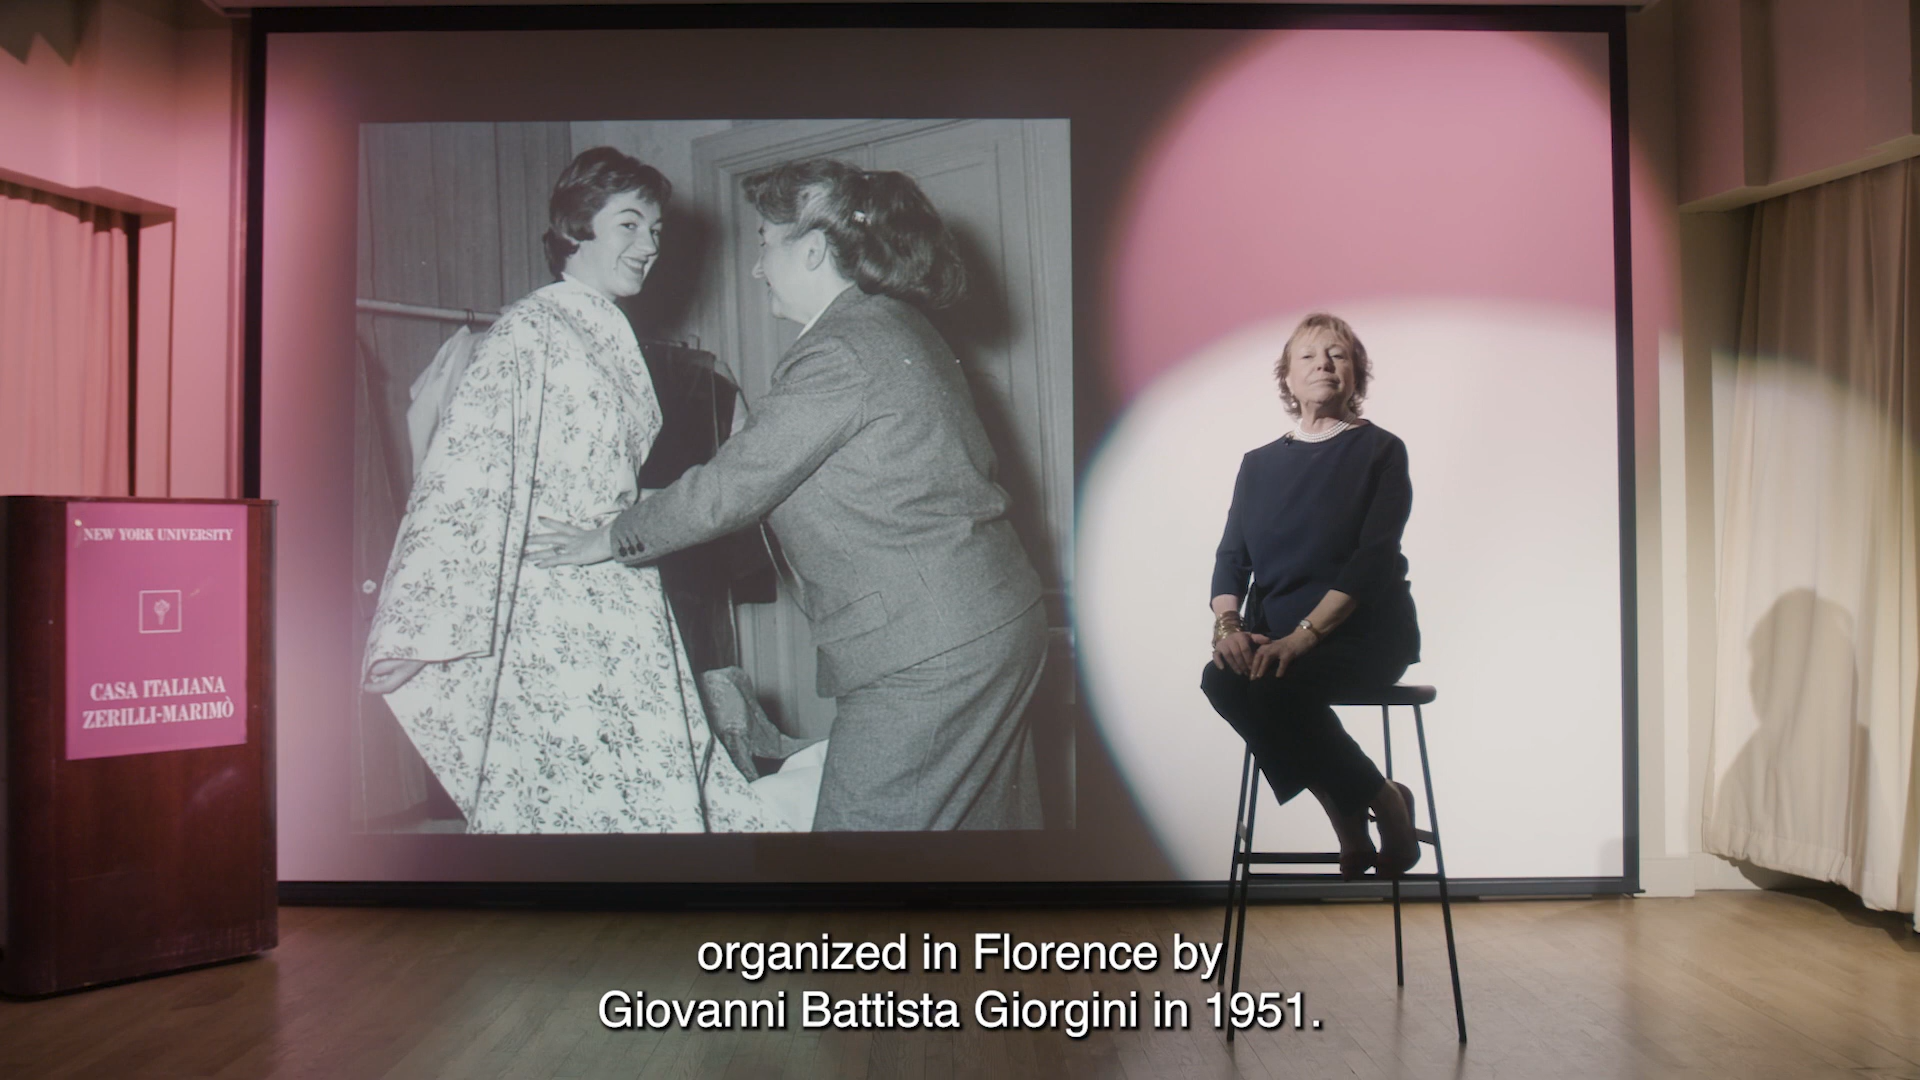 NEW YORK UNIVERSITY
CASA ITALIANA
ZERILLI-MARIMÒ
organized in Florence by
Giovanni Battista Giorgini in 1951.